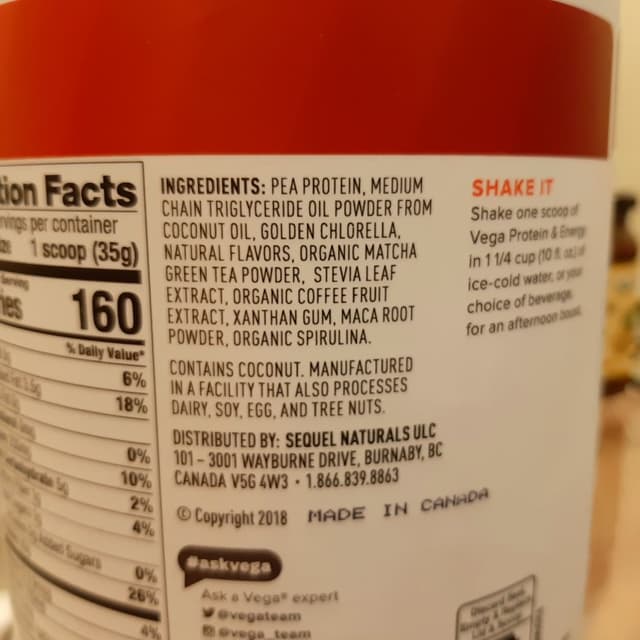 tion Facts
rvings per container
1 scoop (35g)
160
% Daily Value*
6%
18%
0%
10%
2%
4%
0%
26%
4%
INGREDIENTS: PEA PROTEIN, MEDIUM
CHAIN TRIGLYCERIDE OIL POWDER FROM
COCONUT OIL, GOLDEN CHLORELLA,
NATURAL FLAVORS, ORGANIC MATCHA
GREEN TEA POWDER, STEVIA LEAF
EXTRACT, ORGANIC COFFEE FRUIT
EXTRACT, XANTHAN GUM, MACA ROOT
POWDER, ORGANIC SPIRULINA.
CONTAINS COCONUT. MANUFACTURED
IN A FACILITY THAT ALSO PROCESSES
DAIRY, SOY, EGG, AND TREE NUTS.
DISTRIBUTED BY: SEQUEL NATURALS ULC
101 – 3001 WAYBURNE DRIVE, BURNABY, BC
CANADA V5G 4W3 • 1.866.839.8863
© Copyright 2018 MADE IN CANADA
#askvega
Ask a Vega® expert
@vegateam
@vega_team
SHAKE IT
Shake one scoop of
Vega Protein & Energy
in 1 1/4 cup (10 fl. oz.) of
ice-cold water, or your
choice of beverage,
for an afternoon boost.